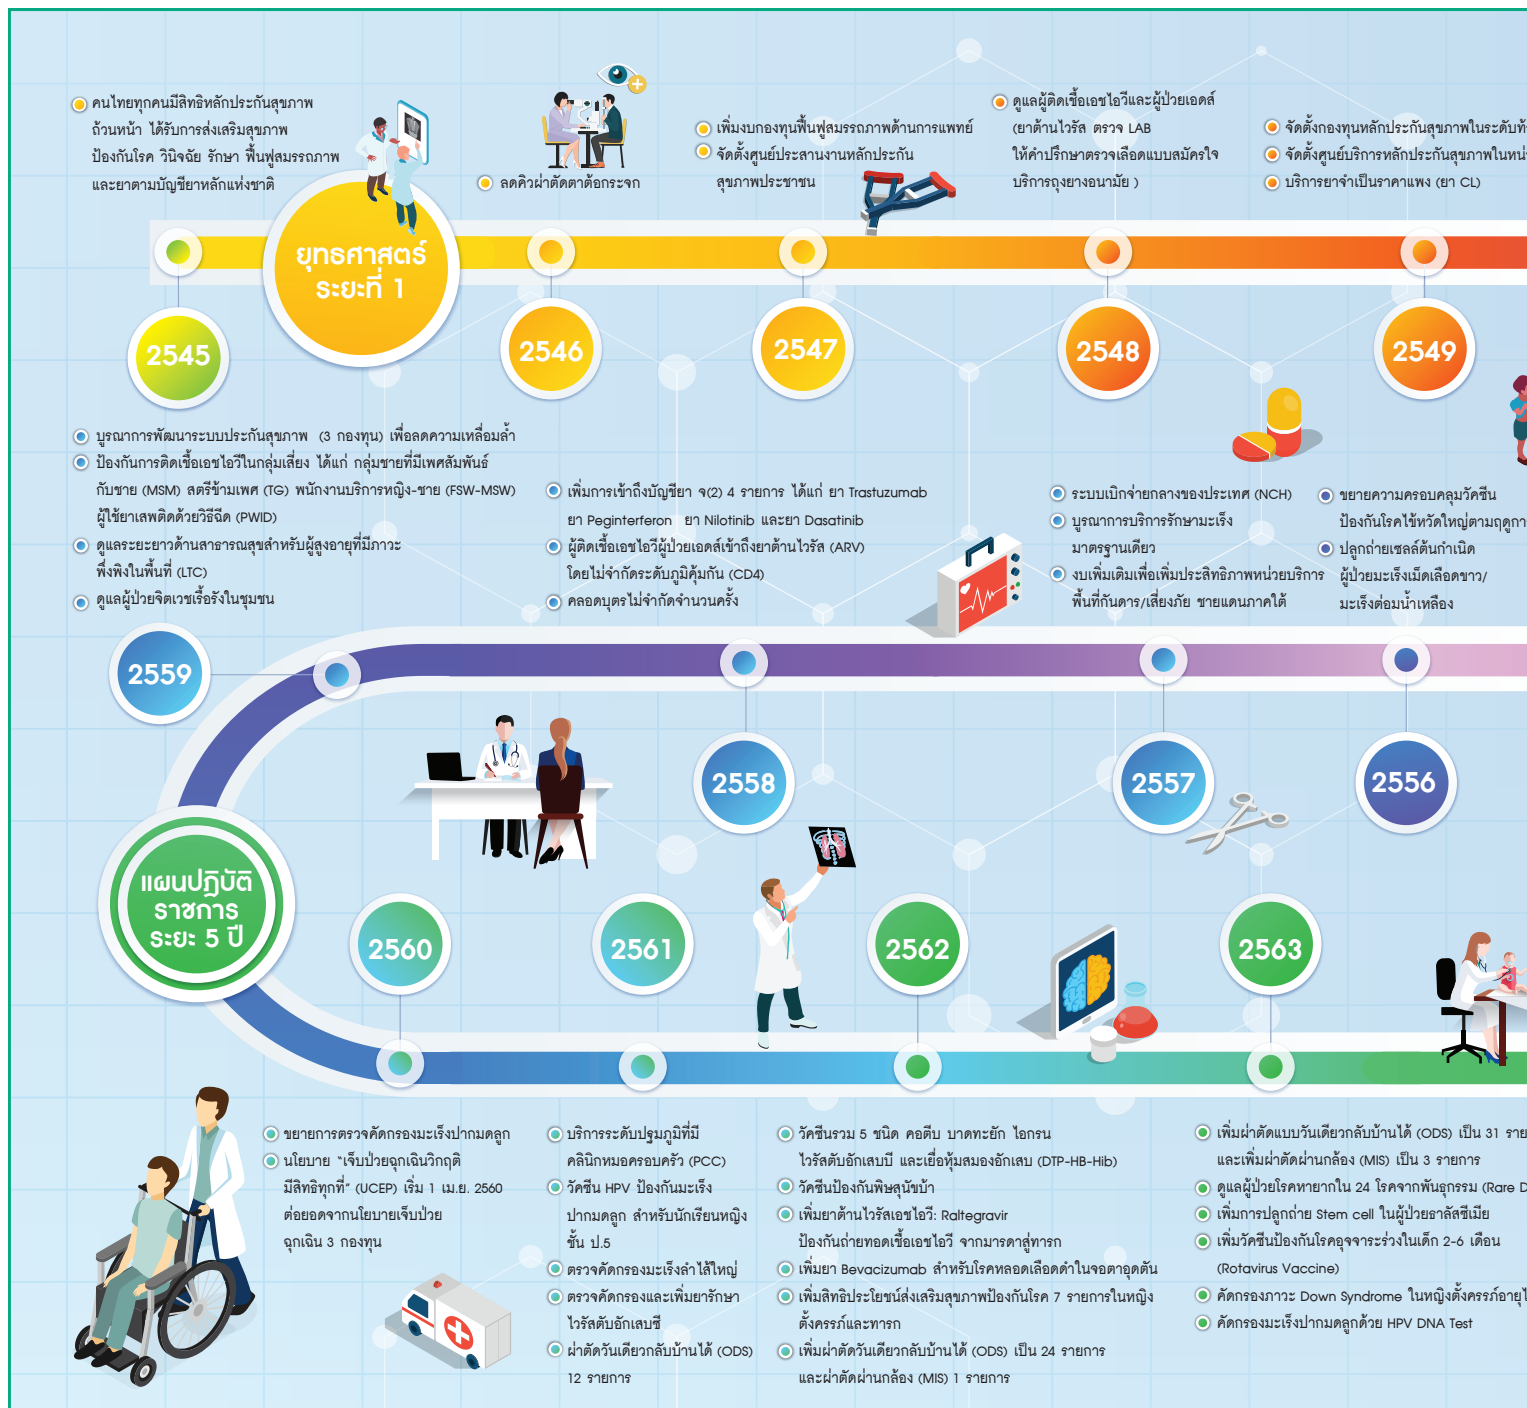 คนไทยทุกคนมีสิทธิหลักประกันสุขภาพ
ถ้วนหน้า ได้รับการส่งเสริมสุขภาพ
ป้องกันโรค วินิจฉัย รักษา ฟื้นฟูสมรรถภาพ
และยาตามบัญชียาหลักแห่งชาติ
ลดคิวผ่าตัดตาต้อกระจก
เพิ่มงบกองทุนฟื้นฟูสมรรถภาพด้านการแพทย์
จัดตั้งศูนย์ประสานงานหลักประกัน
สุขภาพประชาชน
ดูแลผู้ติดเชื้อเอชไอวีและผู้ป่วยเอดส์
(ยาต้านไวรัส ตรวจ LAB
ให้คำปรึกษาตรวจเลือดแบบสมัครใจ
บริการถุงยางอนามัย )
จัดตั้งกองทุนหลักประกันสุขภาพในระดับท้
จัดตั้งศูนย์บริการหลักประกันสุขภาพในหน่
บริการยาจำเป็นราคาแพง (ยา CL)
ยุทธศาสตร์
ระยะที่ 1
2545
2546
2547
2548
2549
บูรณาการพัฒนาระบบประกันสุขภาพ (3 กองทุน) เพื่อลดความเหลื่อมล้ำ
ป้องกันการติดเชื้อเอชไอวีในกลุ่มเสี่ยง ได้แก่ กลุ่มชายที่มีเพศสัมพันธ์
กับชาย (MSM) สตรีข้ามเพศ (TG) พนักงานบริการหญิง-ชาย (FSW-MSW)
ผู้ใช้ยาเสพติดด้วยวิธีฉีด (PWID)
ดูแลระยะยาวด้านสาธารณสุขสำหรับผู้สูงอายุที่มีภาวะ
พึ่งพิงในพื้นที่ (LTC)
ดูแลผู้ป่วยจิตเวชเรื้อรังในชุมชน
เพิ่มการเข้าถึงบัญชียา จ(2) 4 รายการ ได้แก่ ยา Trastuzumab
ยา Peginterferon ยา Nilotinib และยา Dasatinib
ผู้ติดเชื้อเอชไอวีผู้ป่วยเอดส์เข้าถึงยาต้านไวรัส (ARV)
โดยไม่จำกัดระดับภูมิคุ้มกัน (CD4)
คลอดบุตรไม่จำกัดจำนวนครั้ง
ระบบเบิกจ่ายกลางของประเทศ (NCH)
บูรณาการบริการรักษามะเร็ง
มาตรฐานเดียว
งบเพิ่มเติมเพื่อเพิ่มประสิทธิภาพหน่วยบริการ
พื้นที่กันดาร/เสี่ยงภัย ชายแดนภาคใต้
ขยายความครอบคลุมวัคซีน
ป้องกันโรคไข้หวัดใหญ่ตามฤดูกา
ปลูกถ่ายเซลล์ต้นกำเนิด
ผู้ป่วยมะเร็งเม็ดเลือดขาว/
มะเร็งต่อมน้ำเหลือง
2559
2558
2557
2556
แผนปฏิบัติ
ราชการ
ระยะ 5 ปี
2560
2561
2562
2563
ขยายการตรวจคัดกรองมะเร็งปากมดลูก
นโยบาย “เจ็บป่วยฉุกเฉินวิกฤติ
มีสิทธิทุกที่” (UCEP) เริ่ม 1 เม.ย. 2560
ต่อยอดจากนโยบายเจ็บป่วย
ฉุกเฉิน 3 กองทุน
บริการระดับปฐมภูมิที่มี
คลินิกหมอครอบครัว (PCC)
วัคซีน HPV ป้องกันมะเร็ง
ปากมดลูก สำหรับนักเรียนหญิง
ชั้น ป.5
ตรวจคัดกรองมะเร็งลำไส้ใหญ่
ตรวจคัดกรองและเพิ่มยารักษา
ไวรัสตับอักเสบซี
ผ่าตัดวันเดียวกลับบ้านได้ (ODS)
12 รายการ
วัคซีนรวม 5 ชนิด คอตีบ บาดทะยัก ไอกรน
ไวรัสตับอักเสบบี และเยื่อหุ้มสมองอักเสบ (DTP-HB-Hib)
วัคซีนป้องกันพิษสุนัขบ้า
เพิ่มยาต้านไวรัสเอชไอวี: Raltegravir
ป้องกันถ่ายทอดเชื้อเอชไอวี จากมารดาสู่ทารก
เพิ่มยา Bevacizumab สำหรับโรคหลอดเลือดดำในจอตาอุดตัน
เพิ่มสิทธิประโยชน์ส่งเสริมสุขภาพป้องกันโรค 7 รายการในหญิง
ตั้งครรภ์และทารก
เพิ่มผ่าตัดวันเดียวกลับบ้านได้ (ODS) เป็น 24 รายการ
และผ่าตัดผ่านกล้อง (MIS) 1 รายการ
เพิ่มผ่าตัดแบบวันเดียวกลับบ้านได้ (ODS) เป็น 31 ราย
และเพิ่มผ่าตัดผ่านกล้อง (MIS) เป็น 3 รายการ
ดูแลผู้ป่วยโรคหายากใน 24 โรคจากพันธุกรรม (Rare D
เพิ่มการปลูกถ่าย Stem cell ในผู้ป่วยธาลัสซีเมีย
เพิ่มวัคซีนป้องกันโรคอุจจาระร่วงในเด็ก 2-6 เดือน
(Rotavirus Vaccine)
คัดกรองภาวะ Down Syndrome ในหญิงตั้งครรภ์อายุไ
คัดกรองมะเร็งปากมดลูกด้วย HPV DNA Test